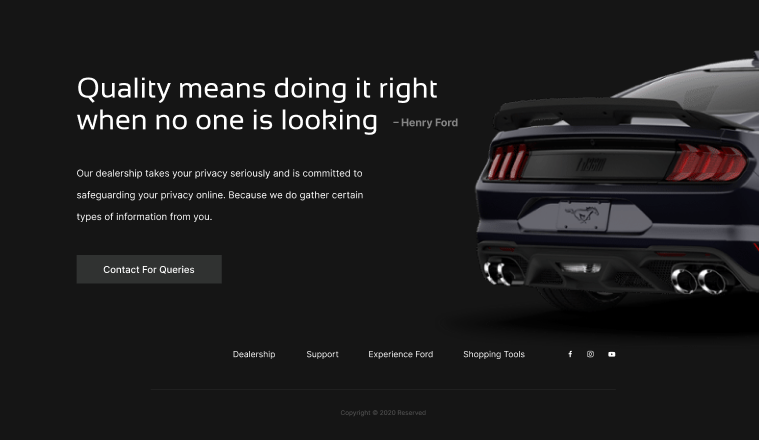 Quality means doing it right
when no one is looking – Henry Ford
Our dealership takes your privacy seriously and is committed to
safeguarding your privacy online. Because we do gather certain
types of information from you.
Contact For Queries
Dealership Support Experience Ford Shopping Tools
Copyright © 2020 Reserved